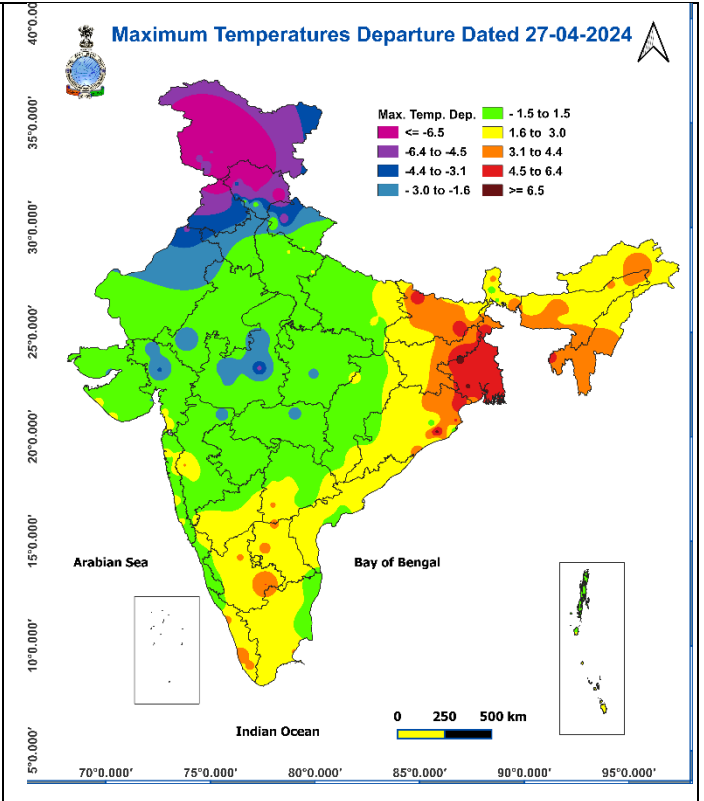 Maximum Temperatures Departure Dated 27-04-2024
Max. Temp. Dep.
<= -6.5
-6.4 to -4.5
-4.4 to -3.1
- 3.0 to -1.6
- 1.5 to 1.5
1.6 to 3.0
3.1 to 4.4
4.5 to 6.4
>= 6.5
40°0.000'
35°0.000'
30°0.000'
25°0.000'
20°0.000'
15°0.000'
10°0.000'
5°0.000'
Arabian Sea
Bay of Bengal
Indian Ocean
0 250 500 km
70°0.000' 75°0.000' 80°0.000' 85°0.000' 90°0.000' 95°0.000'